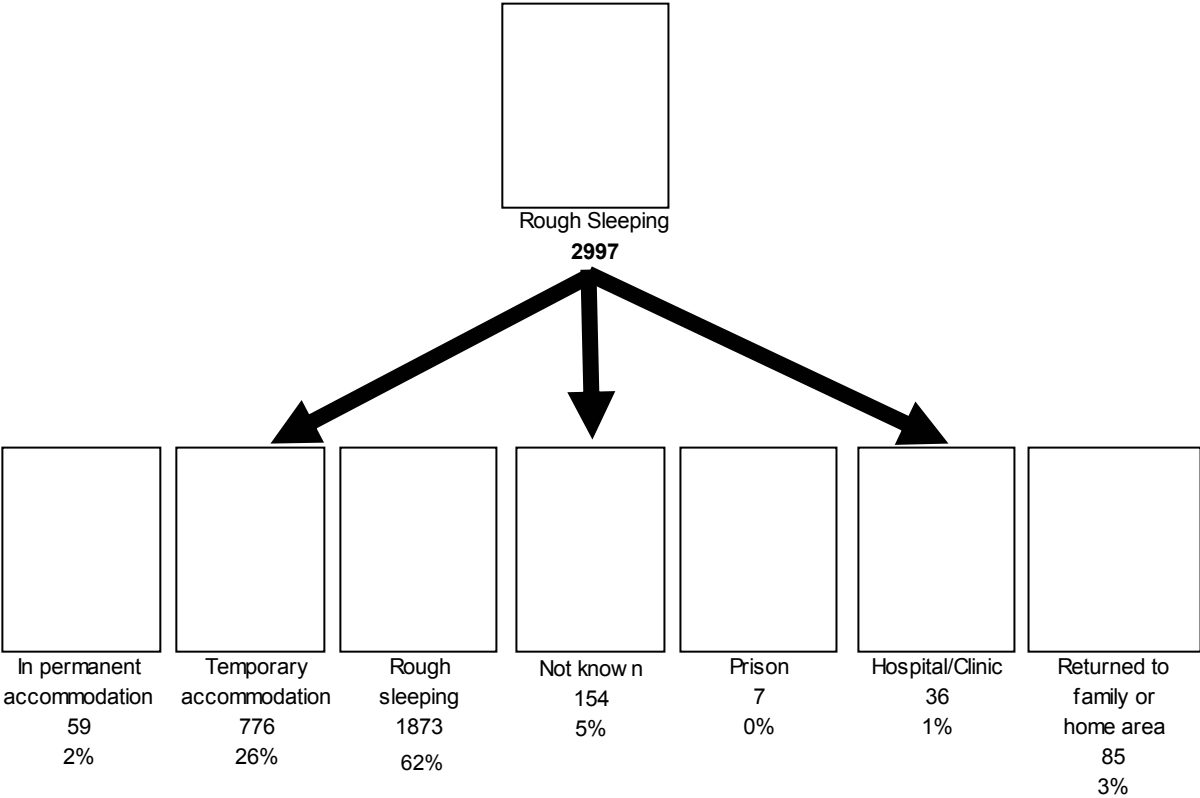 Rough Sleeping
2997
In permanent
accommodation
59
2%
Temporary
accommodation
776
26%
Rough
sleeping
1873
62%
Not known
154
5%
Prison
7
0%
Hospital/Clinic
36
1%
Returned to
family or
home area
85
3%